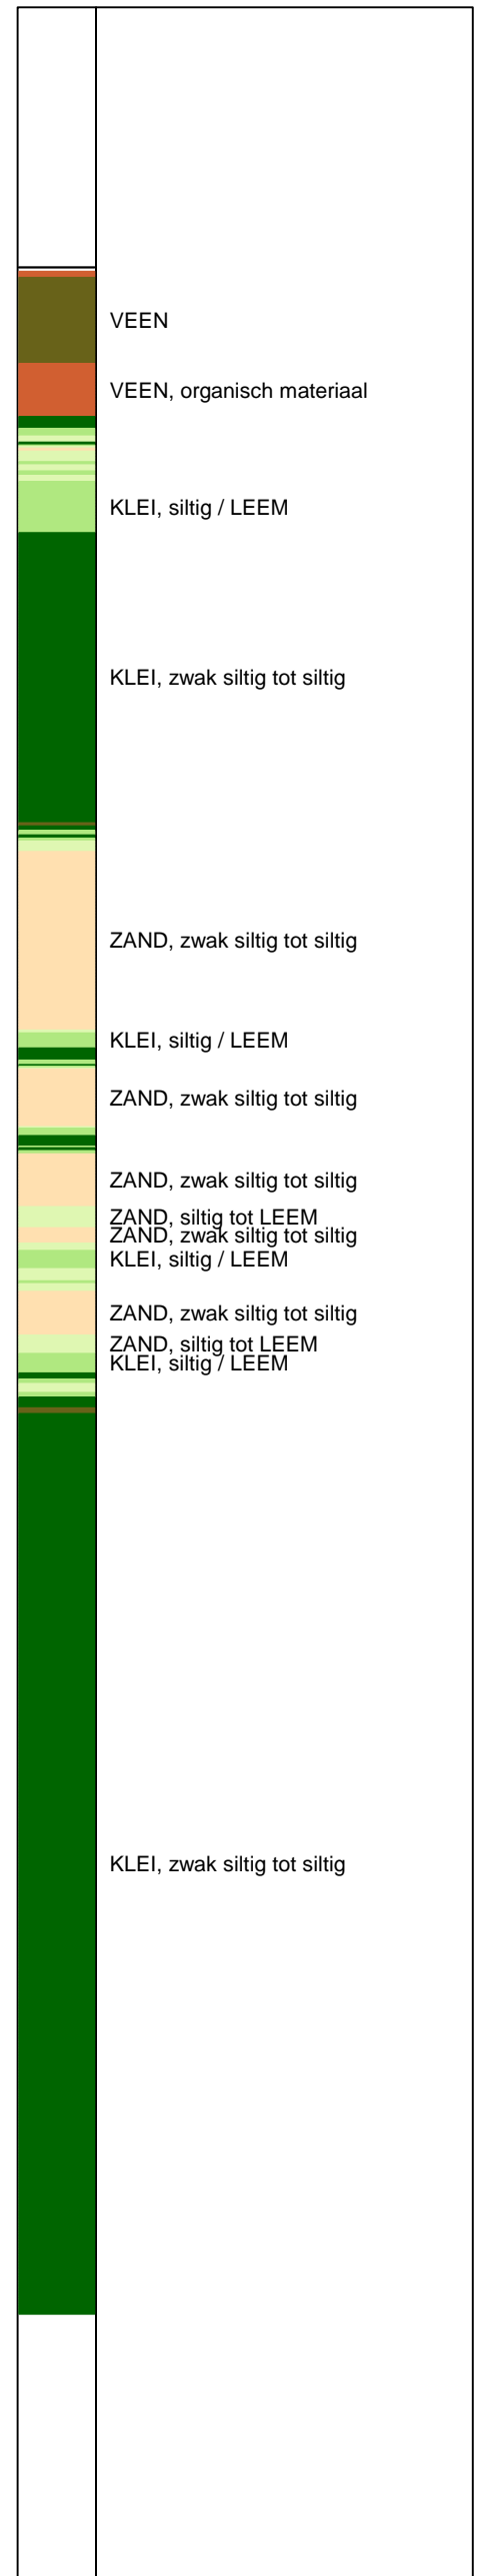 VEEN
VEEN, organisch materiaal
KLEI, siltig / LEEM
KLEI, zwak siltig tot siltig
ZAND, zwak siltig tot siltig
KLEI, siltig / LEEM
ZAND, zwak siltig tot siltig
ZAND, zwak siltig tot siltig
ZAND, siltig tot LEEM
ZAND, zwak siltig tot siltig
KLEI, siltig / LEEM
ZAND, zwak siltig tot siltig
ZAND, siltig tot LEEM
KLEI, siltig / LEEM
KLEI, zwak siltig tot siltig